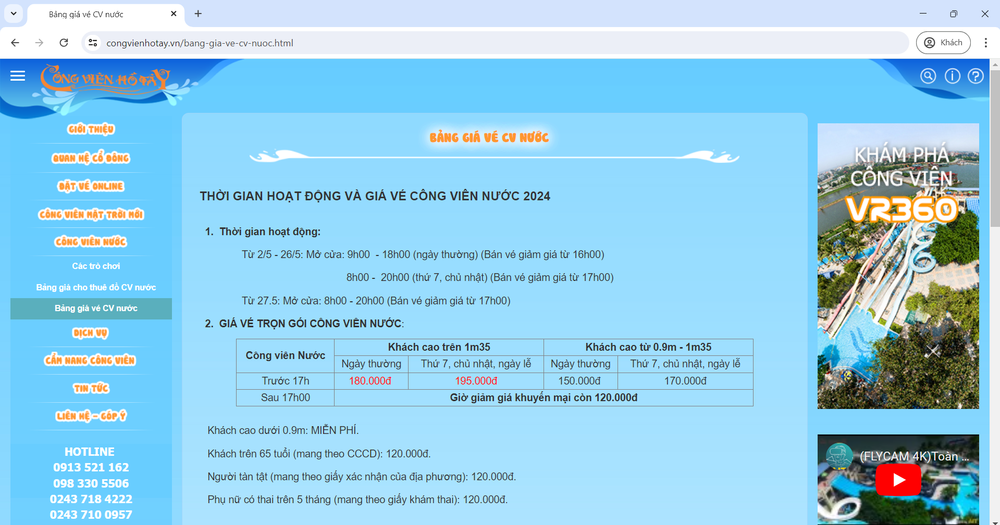 Bảng giá vé CV nước
congvienhotay.vn/bang-gia-ve-cv-nuoc.html
Khách
CÔNG VIÊN HỒ TÂY
GIỚI THIỆU
QUAN HỆ CỔ ĐÔNG
ĐẶT VÉ ONLINE
CÔNG VIÊN MẶT TRỜI MỚI
CÔNG VIÊN NƯỚC
Các trò chơi
Bảng giá cho thuê đồ CV nước
Bảng giá vé CV nước
DỊCH VỤ
CẨM NANG CÔNG VIÊN
TIN TỨC
LIÊN HỆ - GÓP Ý
HOTLINE
0913 521 162
098 330 5506
0243 718 4222
0243 710 0957
BẢNG GIÁ VÉ CV NƯỚC
THỜI GIAN HOẠT ĐỘNG VÀ GIÁ VÉ CÔNG VIÊN NƯỚC 2024
1. Thời gian hoạt động:
Từ 2/5 - 26/5: Mở cửa: 9h00 - 18h00 (ngày thường) (Bán vé giảm giá từ 16h00)
8h00 - 20h00 (thứ 7, chủ nhật) (Bán vé giảm giá từ 17h00)
Từ 27.5: Mở cửa: 8h00 - 20h00 (Bán vé giảm giá từ 17h00)
2. GIÁ VÉ TRỌN GÓI CÔNG VIÊN NƯỚC:
Công viên Nước Khách cao trên 1m35 Khách cao từ 0.9m - 1m35
Ngày thường Thứ 7, chủ nhật, ngày lễ Ngày thường Thứ 7, chủ nhật, ngày lễ
Trước 17h 180.000đ 195.000đ 150.000đ 170.000đ
Sau 17h00 Giờ giảm giá khuyến mại còn 120.000đ
Khách cao dưới 0.9m: MIỄN PHÍ.
Khách trên 65 tuổi (mang theo CCCD): 120.000đ.
Người tàn tật (mang theo giấy xác nhận của địa phương): 120.000đ.
Phụ nữ có thai trên 5 tháng (mang theo giấy khám thai): 120.000đ.
KHÁM PHÁ
CÔNG VIÊN
VR360
(FLYCAM 4K)Toàn ...